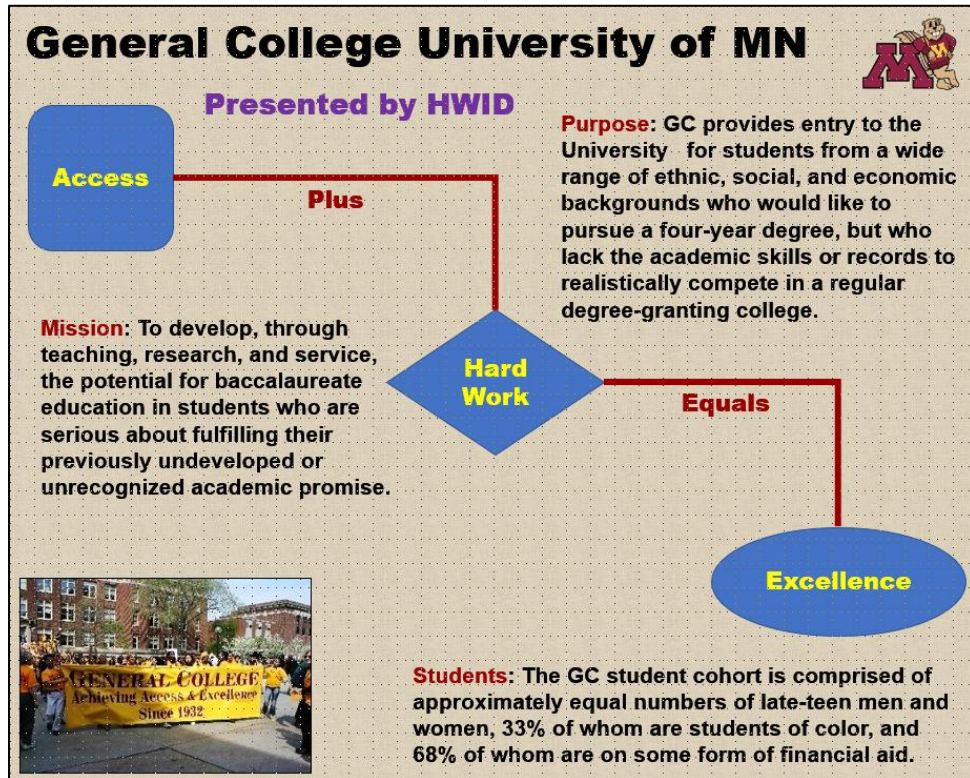 General College University of MN
M
Presented by HWID
Access
Plus
Purpose: GC provides entry to the
University for students from a wide
range of ethnic, social, and economic
backgrounds who would like to
pursue a four-year degree, but who
lack the academic skills or records to
realistically compete in a regular
degree-granting college.
Mission: To develop, through
teaching, research, and service,
the potential for baccalaureate
education in students who are
serious about fulfilling their
previously undeveloped or
unrecognized academic promise.
Hard
Work
Equals
Excellence
GENERAL COLLEGE
Achieving Access & Excellence
Since 1932
Students: The GC student cohort is comprised of
approximately equal numbers of late-teen men and
women, 33% of whom are students of color, and
68% of whom are on some form of financial aid.